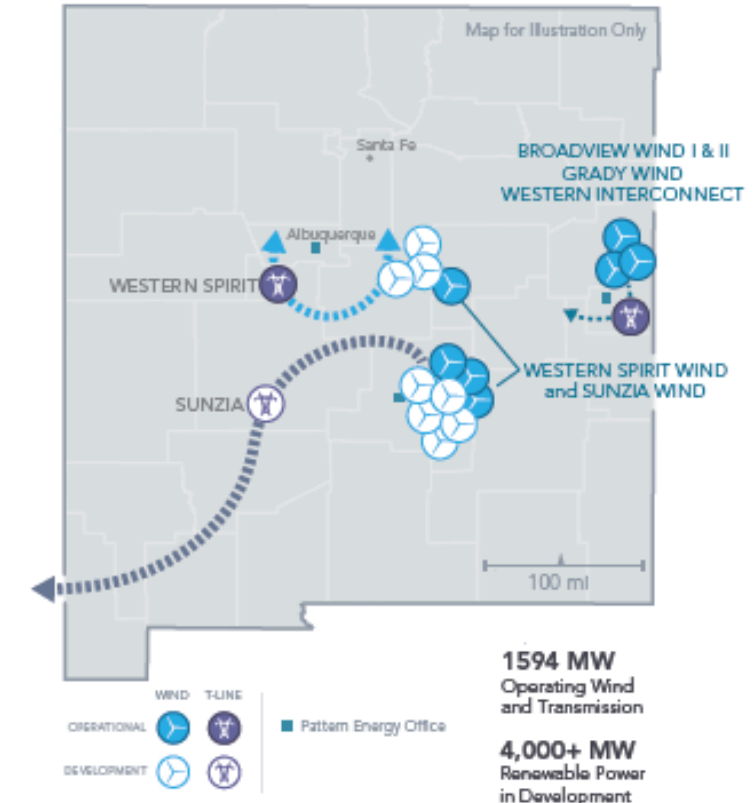 Map for Illustration Only
Santa Fe
BROADVIEW WIND I & II
GRADY WIND
WESTERN INTERCONNECT
Albuquerque
WESTERN SPIRIT
WESTERN SPIRIT WIND
and SUNZIA WIND
SUNZIA
100 mi
WIND T-LINE
OPERATIONAL
DEVELOPMENT
Pattern Energy Office
1594 MW
Operating Wind
and Transmission
4,000+ MW
Renewable Power
in Development